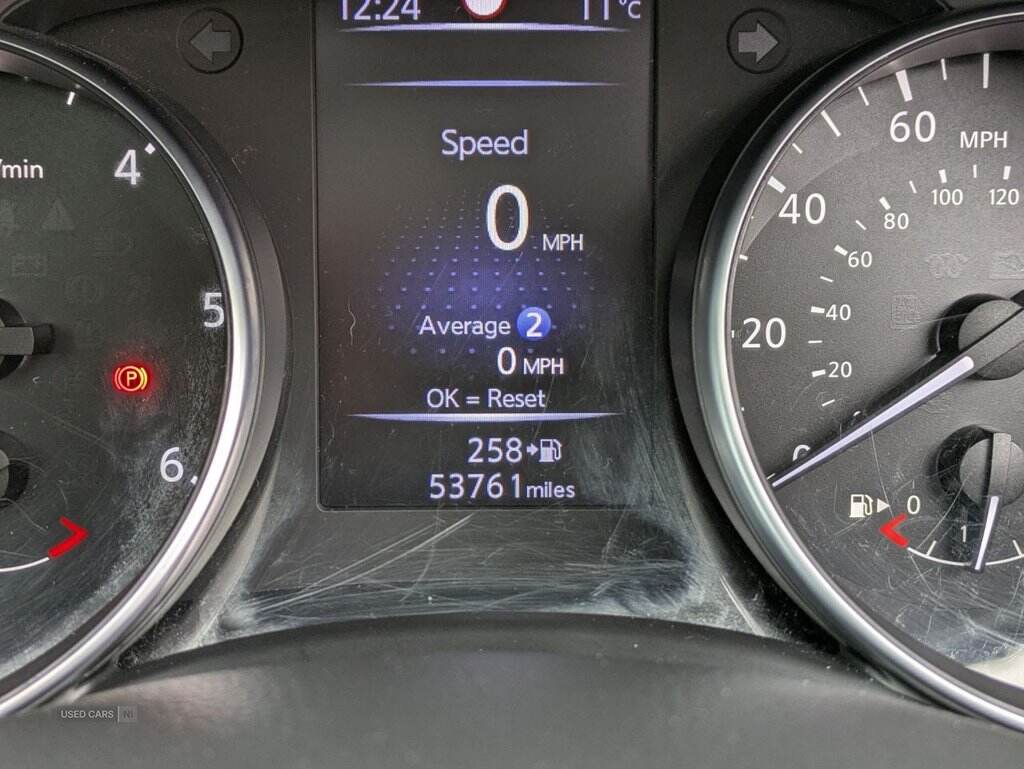 12:24 11°C
/min
4
5
6
P
Speed
0 MPH
Average 2
0 MPH
OK = Reset
258
53761 miles
60
MPH
40
20
0
120
100
80
60
40
20
0
1
USED CARS NI